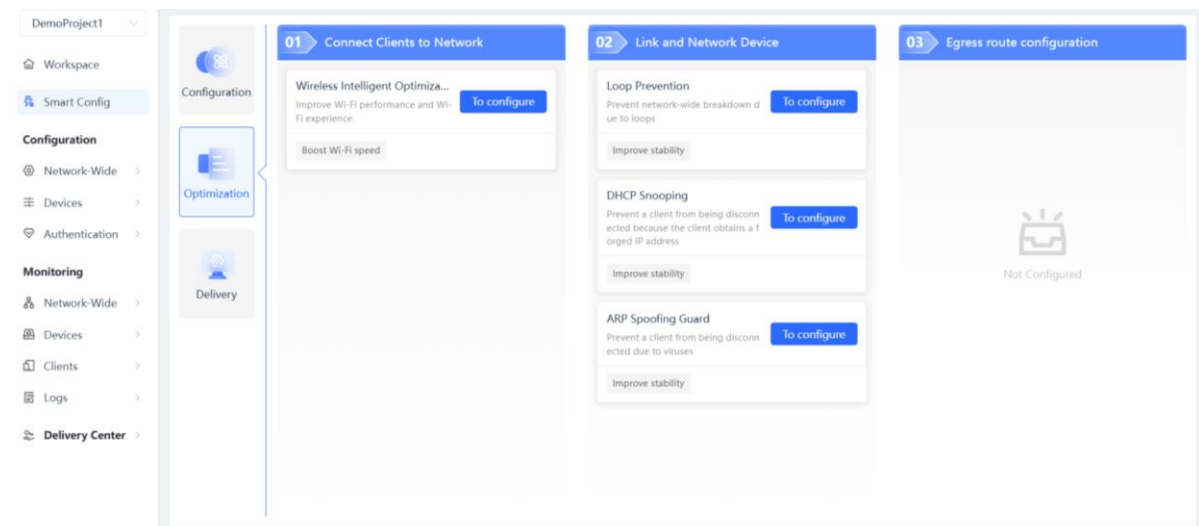 DemoProject1
Workspace
Smart Config
Configuration
Network-Wide
Devices
Authentication
Monitoring
Network-Wide
Devices
Clients
Logs
Delivery Center
Configuration
Optimization
Delivery
01 Connect Clients to Network
Wireless Intelligent Optimiza...
Improve Wi-Fi performance and Wi-
Fi experience
To configure
Boost Wi-Fi speed
02 Link and Network Device
Loop Prevention
Prevent network-wide breakdown d
ue to loops
To configure
Improve stability
DHCP Snooping
Prevent a client from being disconn
ected because the client obtains a f
orged IP address
To configure
Improve stability
ARP Spoofing Guard
Prevent a client from being disconn
ected due to viruses
To configure
Improve stability
03 Egress route configuration
Not Configured